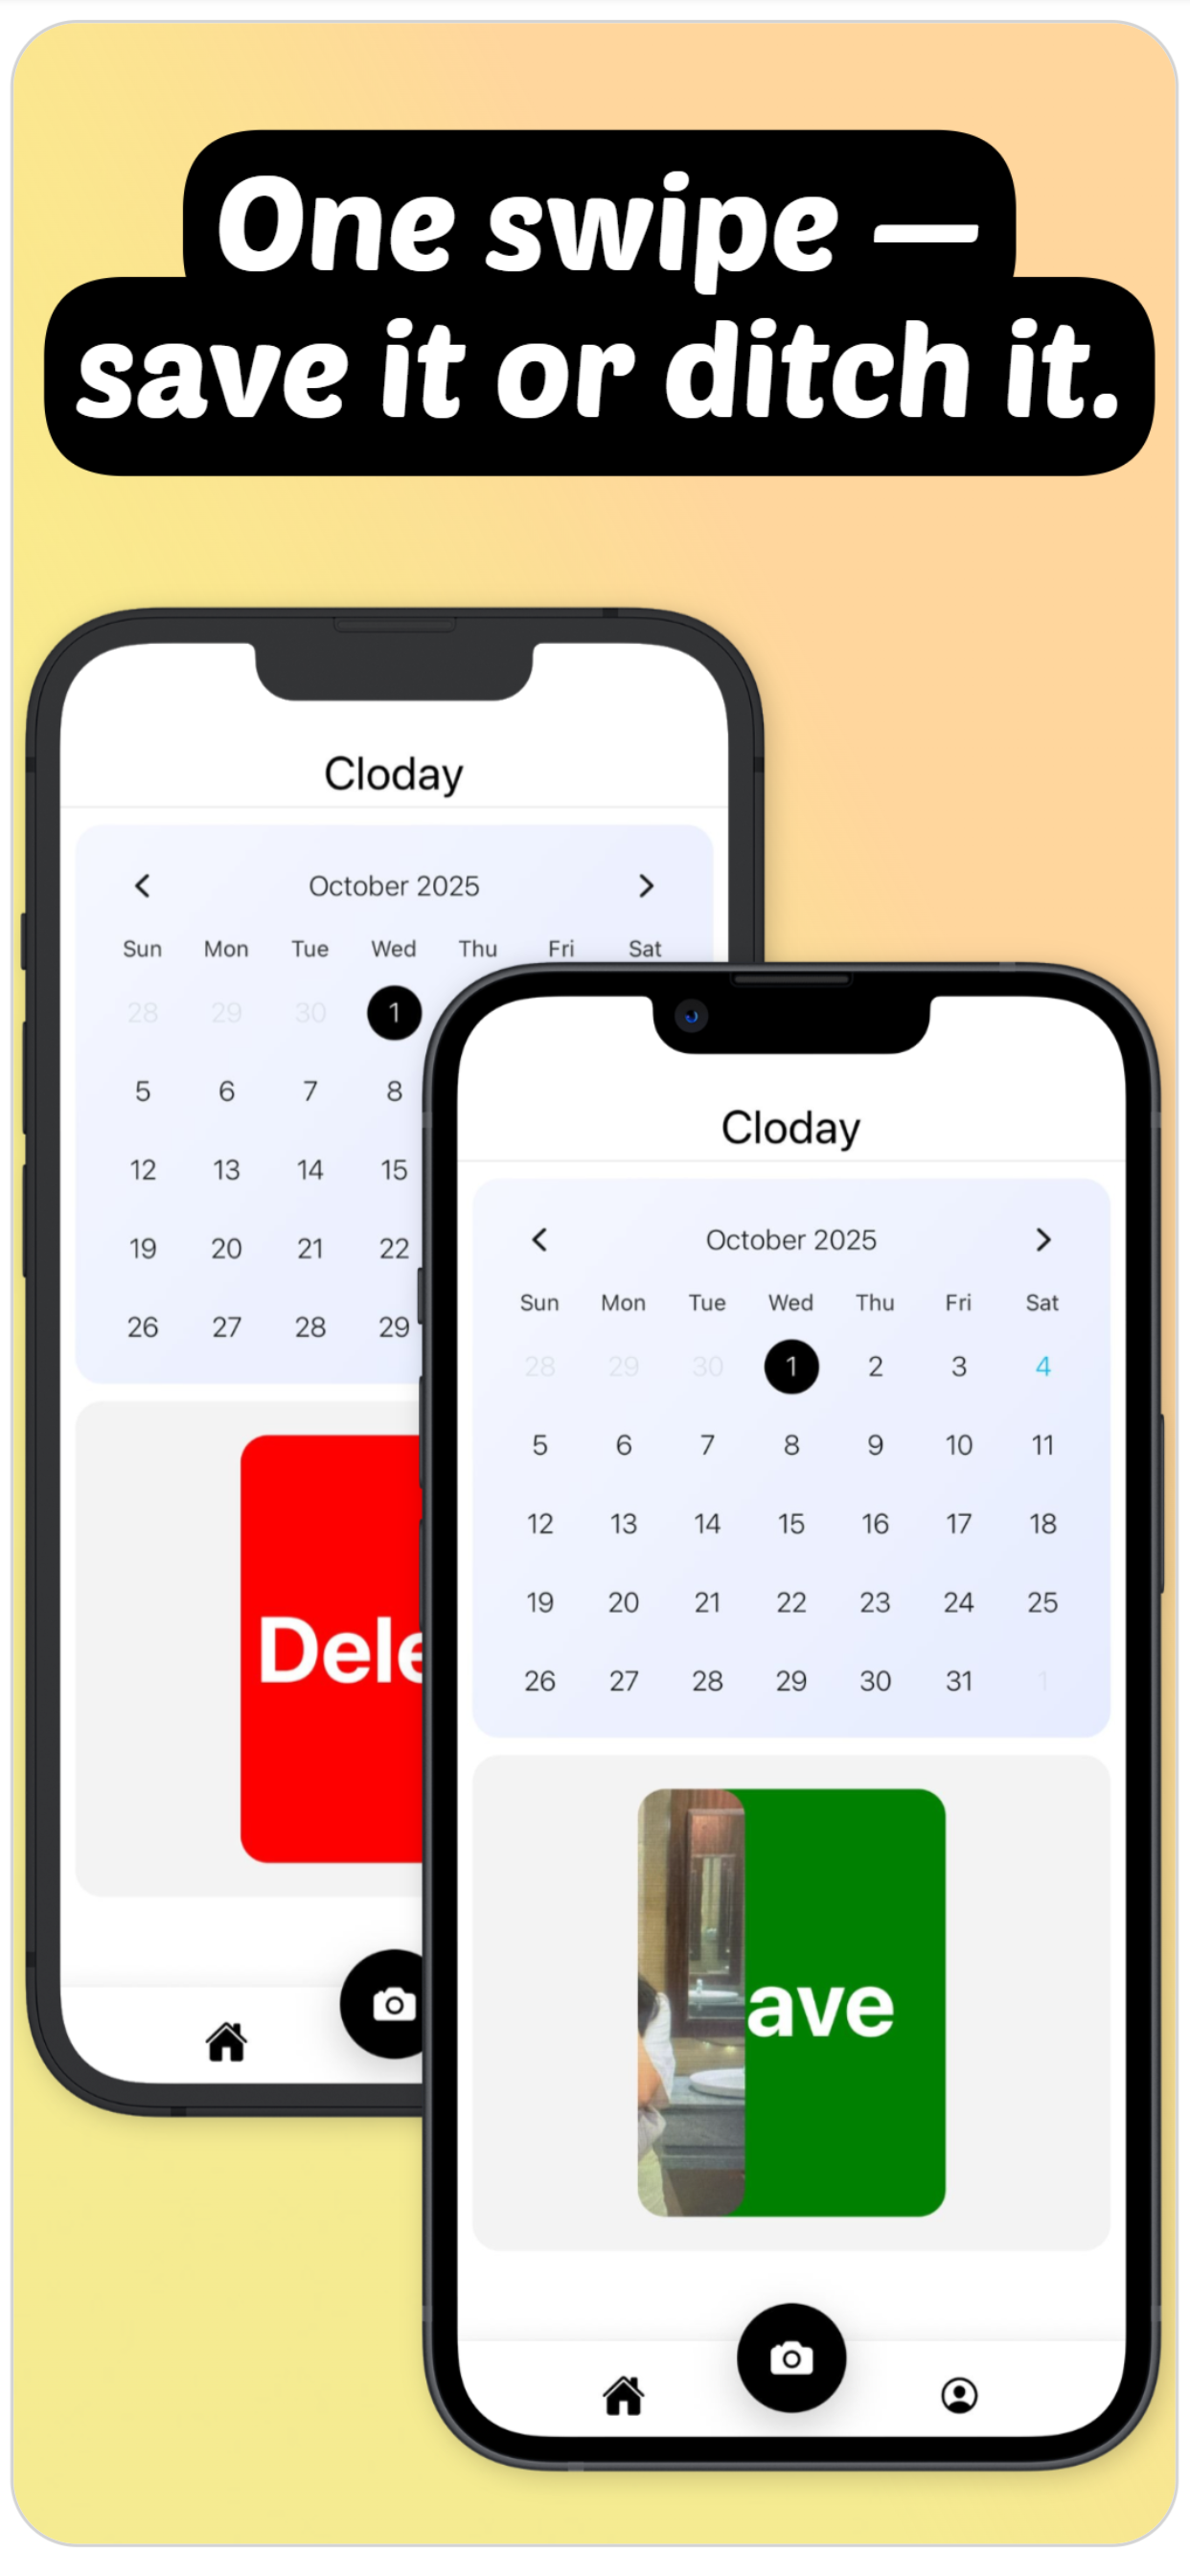 One swipe —
save it or ditch it.
Cloday
October 2025
Sun Mon Tue Wed Thu Fri Sat
28 29 30 1
5 6 7 8
12 13 14 15
19 20 21 22
26 27 28 29
Dele
Cloday
October 2025
Sun Mon Tue Wed Thu Fri Sat
28 29 30 1 2 3 4
5 6 7 8 9 10 11
12 13 14 15 16 17 18
19 20 21 22 23 24 25
26 27 28 29 30 31 1
ave